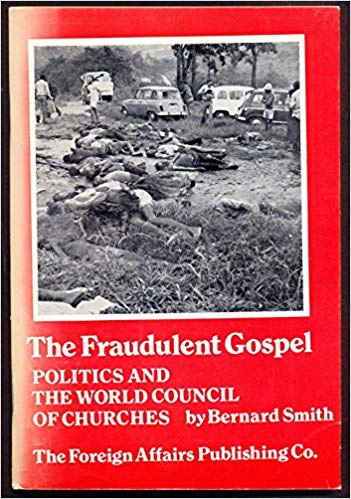 The Fraudulent Gospel
POLITICS AND
THE WORLD COUNCIL
OF CHURCHES by Bernard Smith
The Foreign Affairs Publishing Co.